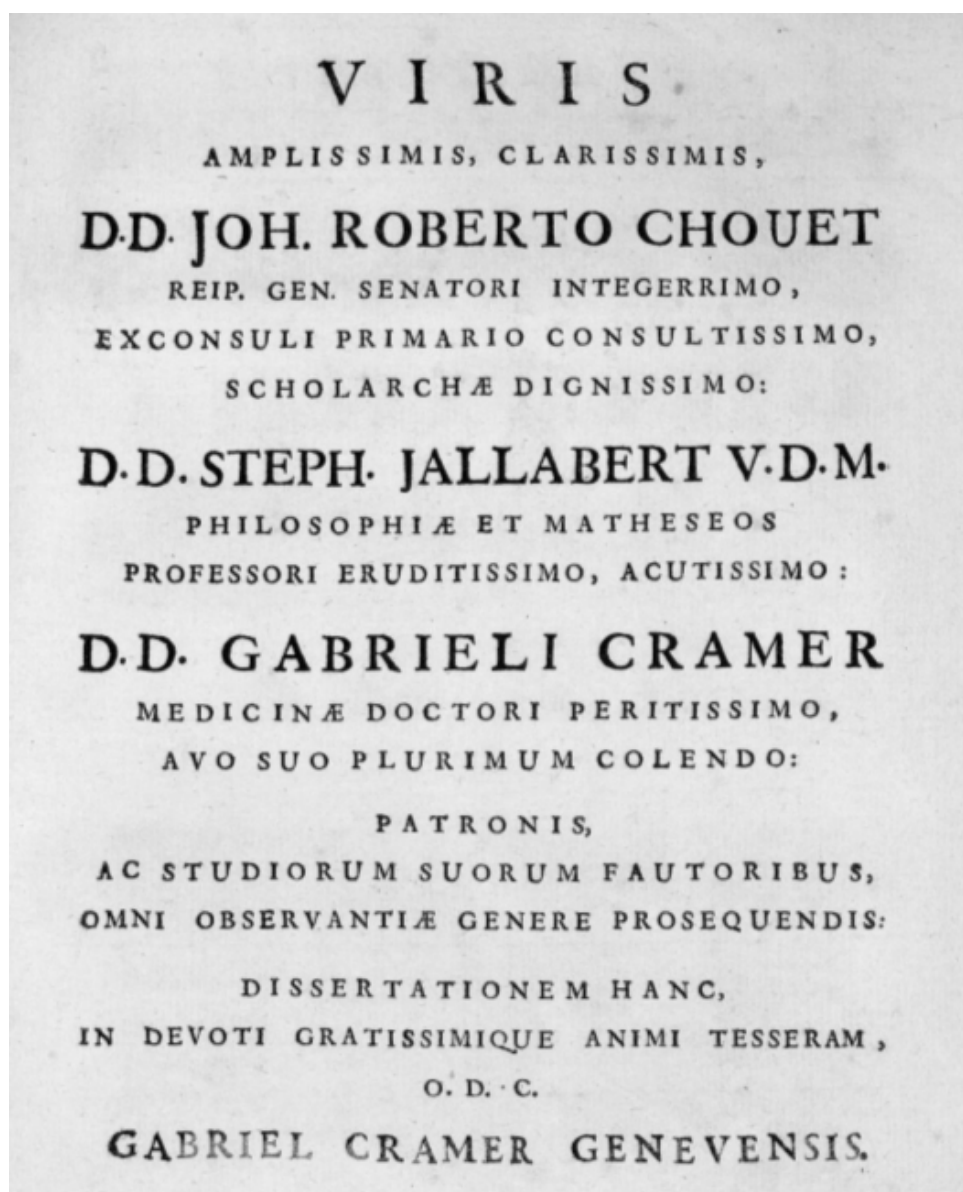 VIRIS
AMPLISSIMIS, CLARISSIMIS,
D.D. JOH. ROBERTO CHOUET
REIP. GEN. SENATORI INTEGERRIMO,
EXCONSULI PRIMARIO CONSULTISSIMO,
SCHOLARCHÆ DIGNISSIMO:
D.D. STEPH. JALLABERT V.D.M.
PHILOSOPHIÆ ET MATHESEOS
PROFESSORI ERUDITISSIMO, ACUTISSIMO:
D.D. GABRIELI CRAMER
MEDICINÆ DOCTORI PERITISSIMO,
AVO SUO PLURIMUM COLENDO:
PATRONIS,
AC STUDIORUM SUORUM FAUTORIBUS,
OMNI OBSERVANTIÆ GENERE PROSEQUENDIS:
DISSERTATIONEM HANC,
IN DEVOTI GRATISSIMIQUE ANIMI TESSERAM,
O. D. C.
GABRIEL CRAMER GENEVENSIS.